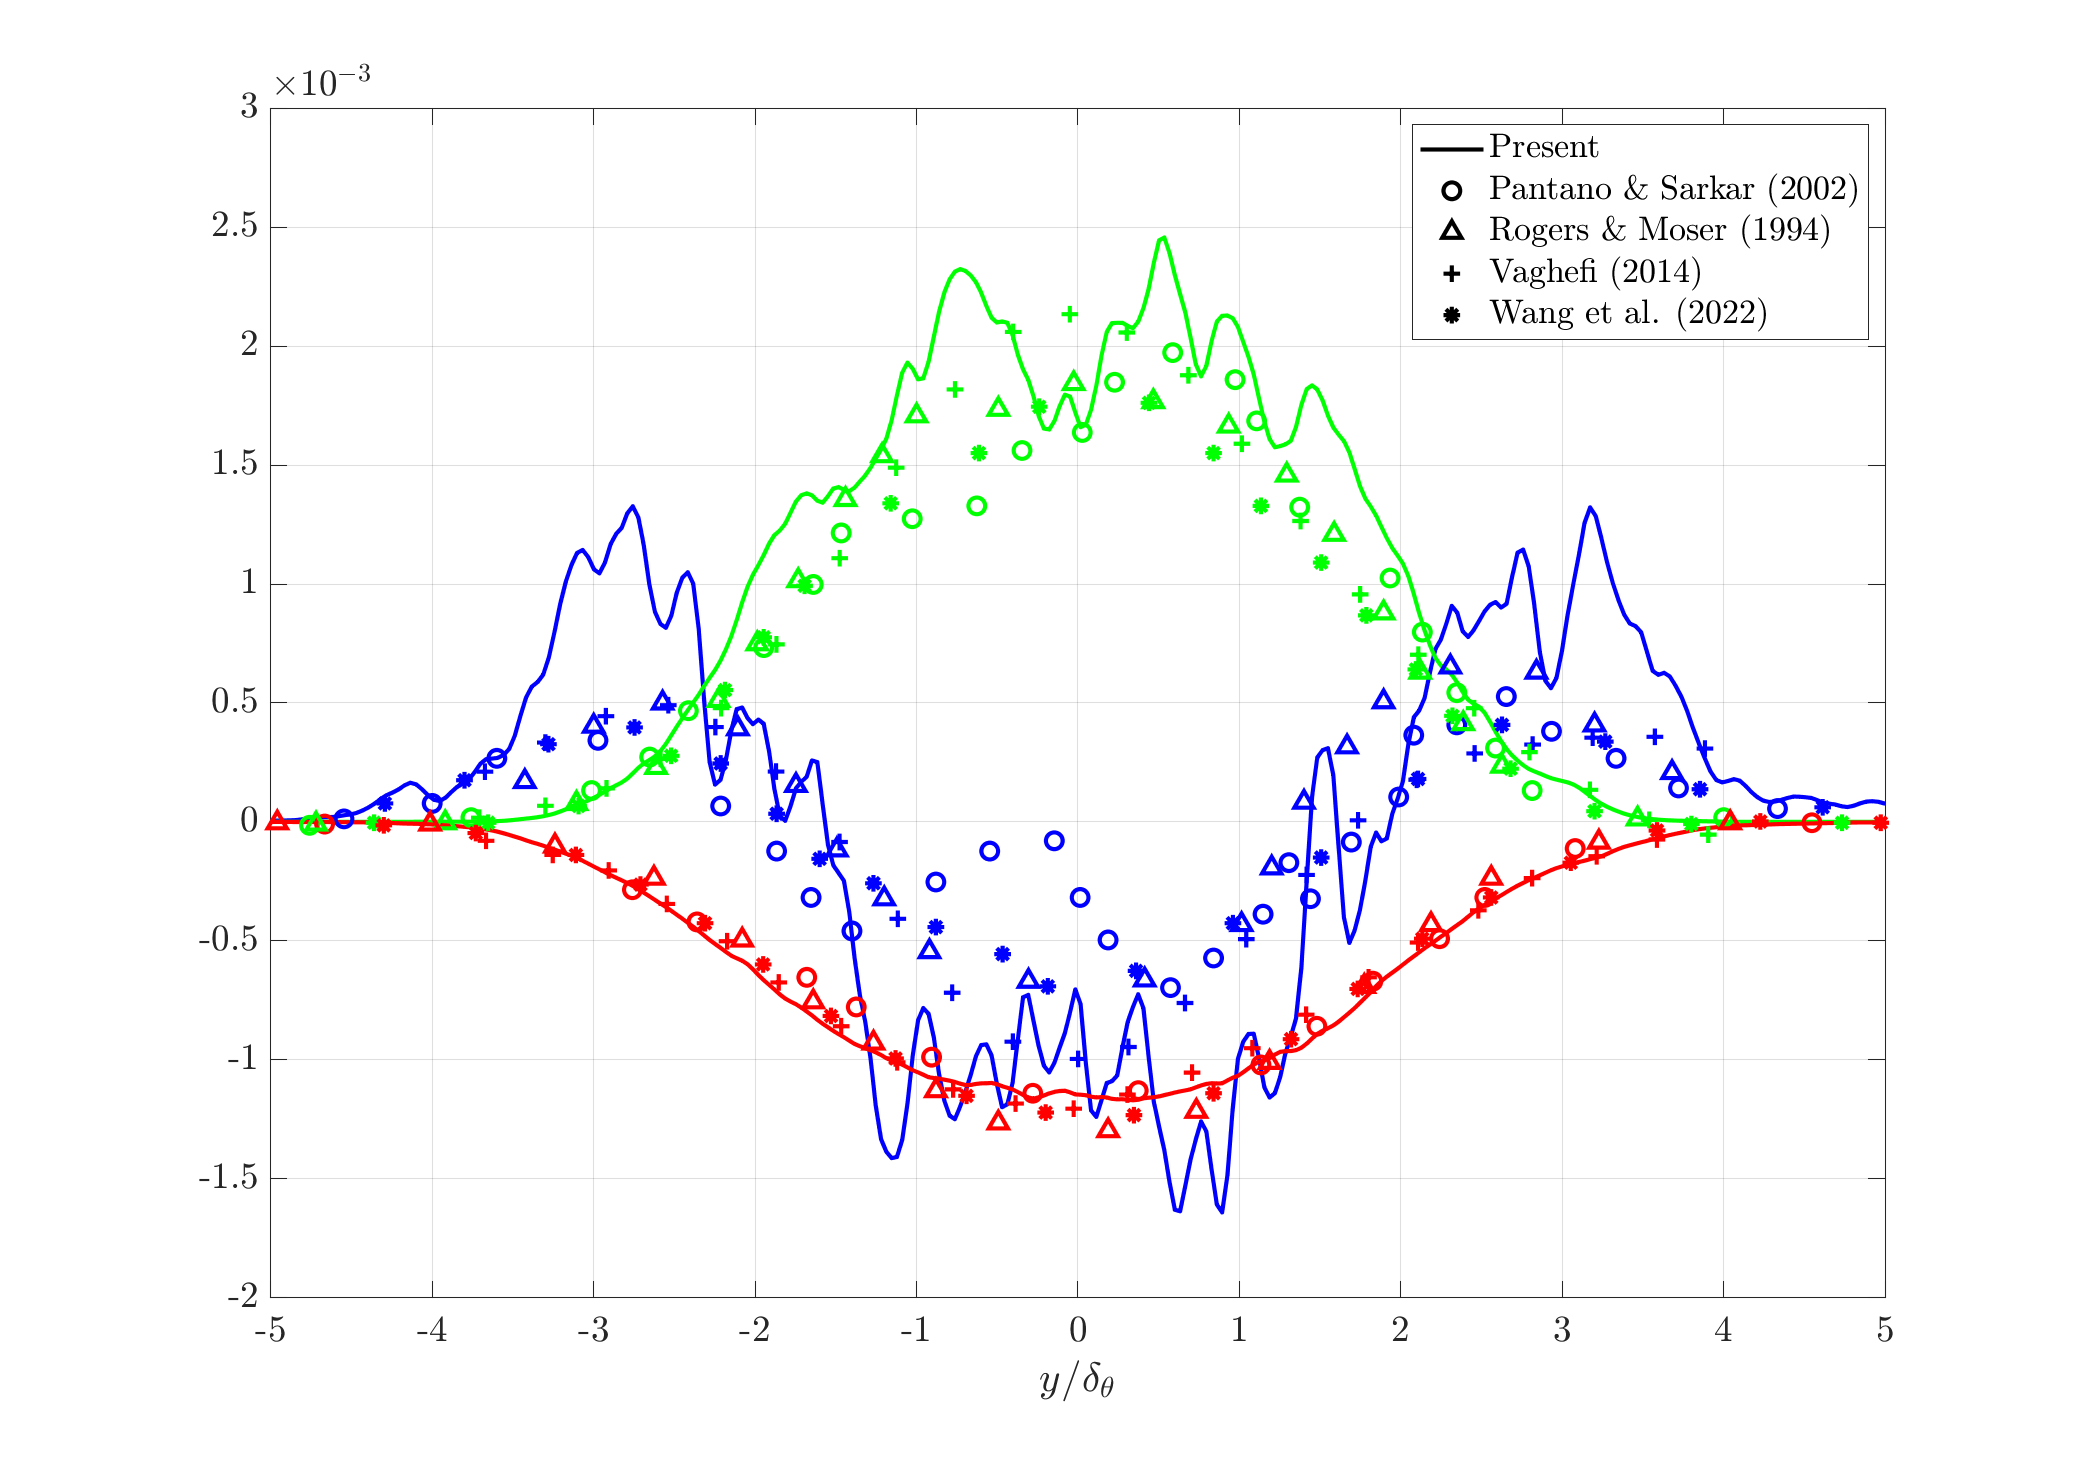 ×10⁻³
3
2.5
2
1.5
1
0.5
0
-0.5
-1
-1.5
-2
-5 -4 -3 -2 -1 0 1 2 3 4 5
y/δθ
Present
Pantano & Sarkar (2002)
Rogers & Moser (1994)
Vaghefi (2014)
Wang et al. (2022)